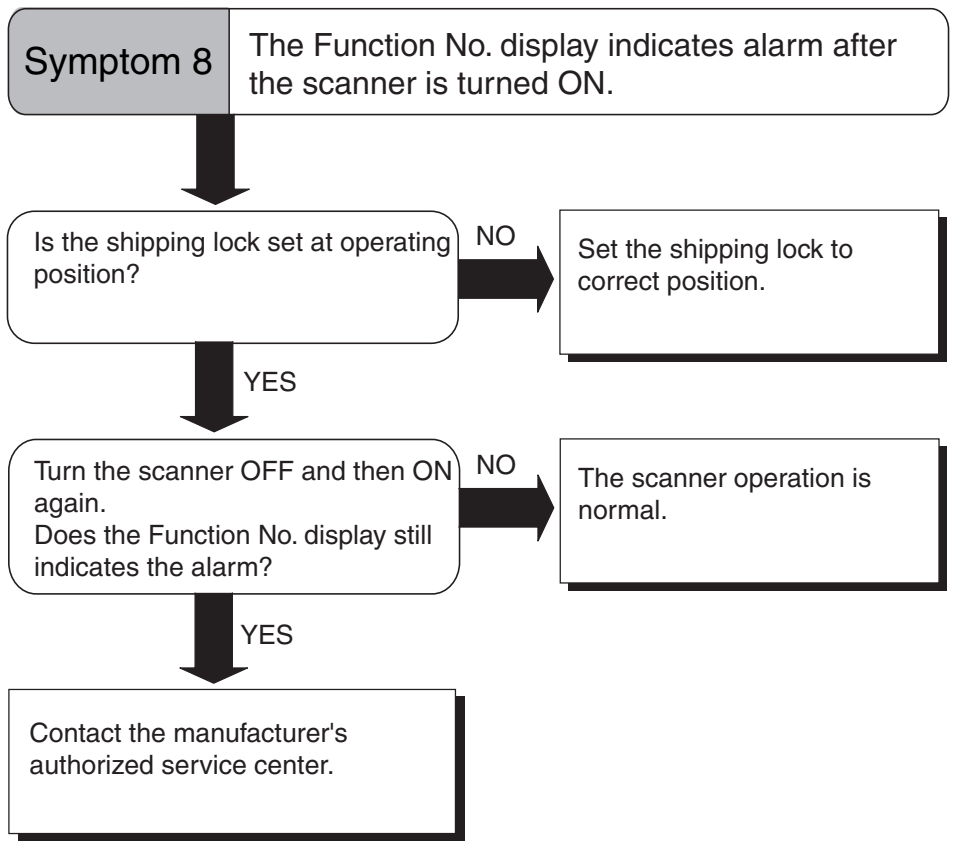 Symptom 8
The Function No. display indicates alarm after
the scanner is turned ON.
Is the shipping lock set at operating
position?
NO
Set the shipping lock to
correct position.
YES
Turn the scanner OFF and then ON
again.
Does the Function No. display still
indicates the alarm?
NO
The scanner operation is
normal.
YES
Contact the manufacturer's
authorized service center.